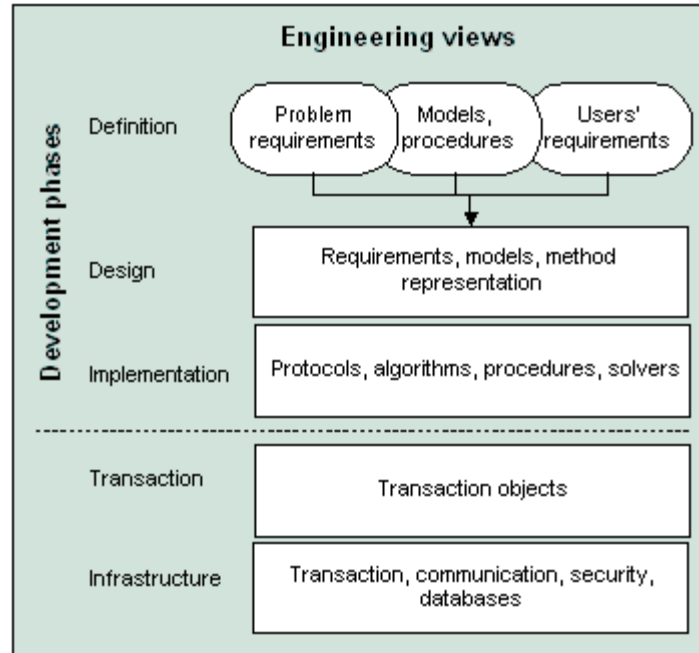 Engineering views
Development phases
Definition
Problem
requirements
Models,
procedures
Users'
requirements
Design
Requirements, models, method
representation
Implementation
Protocols, algorithms, procedures, solvers
Transaction
Transaction objects
Infrastructure
Transaction, communication, security,
databases